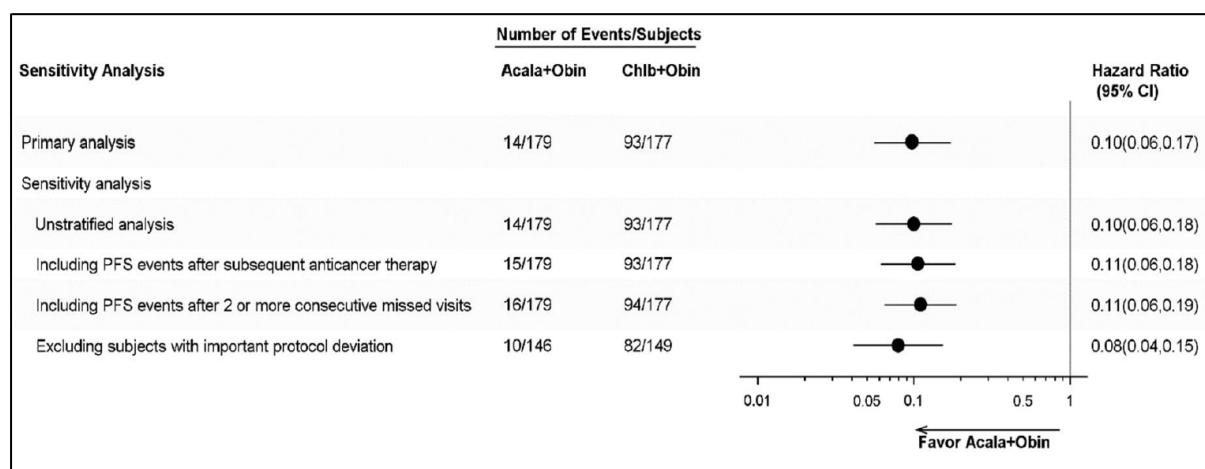 Number of Events/Subjects
Sensitivity Analysis Acala+Obin Chlb+Obin Hazard Ratio
(95% CI)
Primary analysis 14/179 93/177 0.10(0.06,0.17)
Sensitivity analysis
Unstratified analysis 14/179 93/177 0.10(0.06,0.18)
Including PFS events after subsequent anticancer therapy 15/179 93/177 0.11(0.06,0.18)
Including PFS events after 2 or more consecutive missed visits 16/179 94/177 0.11(0.06,0.19)
Excluding subjects with important protocol deviation 10/146 82/149 0.08(0.04,0.15)
0.01 0.05 0.1 0.5 1
Favor Acala+Obin